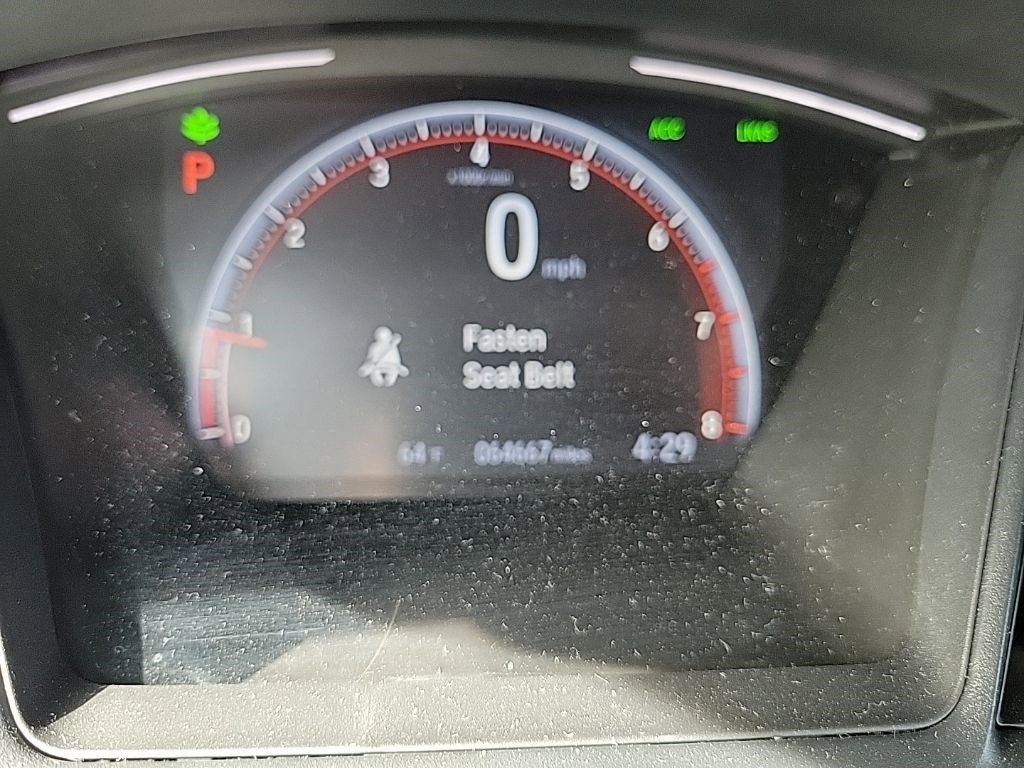 P
ACC
LKAS
0
1
2
3
4
5
6
7
8
0 mph
Fasten
Seat Belt
miles
4:29